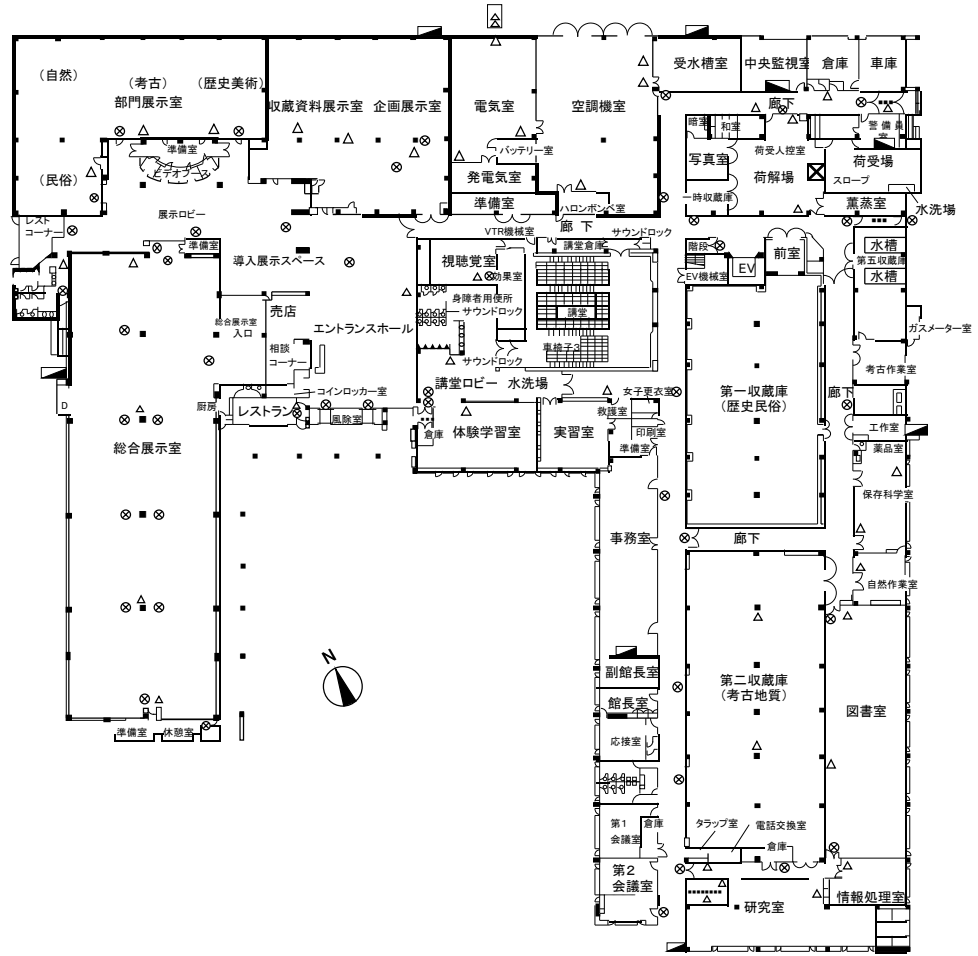 （自然）
（考古）
（歴史美術）
部門展示室
（民俗）
収蔵資料展示室
企画展示室
電気室
空調機室
受水槽室
中央監視室
倉庫
車庫
廊下
暗室
和室
荷受人控室
警備員
室
荷受場
写真室
荷解場
スロープ
一時収蔵庫
水洗場
薫蒸室
準備室
ビデオブース
バッテリー室
発電気室
準備室
ハロンボンベ室
展示ロビー
レスト
コーナー
廊 下
VTR機械室
サウンドロック
講堂倉庫
準備室
導入展示スペース
視聴覚室
効果室
階段
EV
EV機械室
前室
水槽
第五収蔵庫
水槽
身障者用便所
サウンドロック
講堂
売店
総合展示室
入口
エントランスホール
相談
コーナー
車椅子3
サウンドロック
ガスメーター室
考古作業室
講堂ロビー
水洗場
コインロッカー室
女子更衣室
第一収蔵庫
（歴史民俗）
廊下
D
厨房
レストラン
風除室
救護室
印刷室
準備室
倉庫
体験学習室
実習室
工作室
薬品室
総合展示室
保存科学室
事務室
廊下
自然作業室
N
副館長室
館長室
第二収蔵庫
（考古地質）
図書室
応接室
準備室
休憩室
第１
会議室
倉庫
タラップ室
電話交換室
倉庫
第２
会議室
研究室
情報処理室